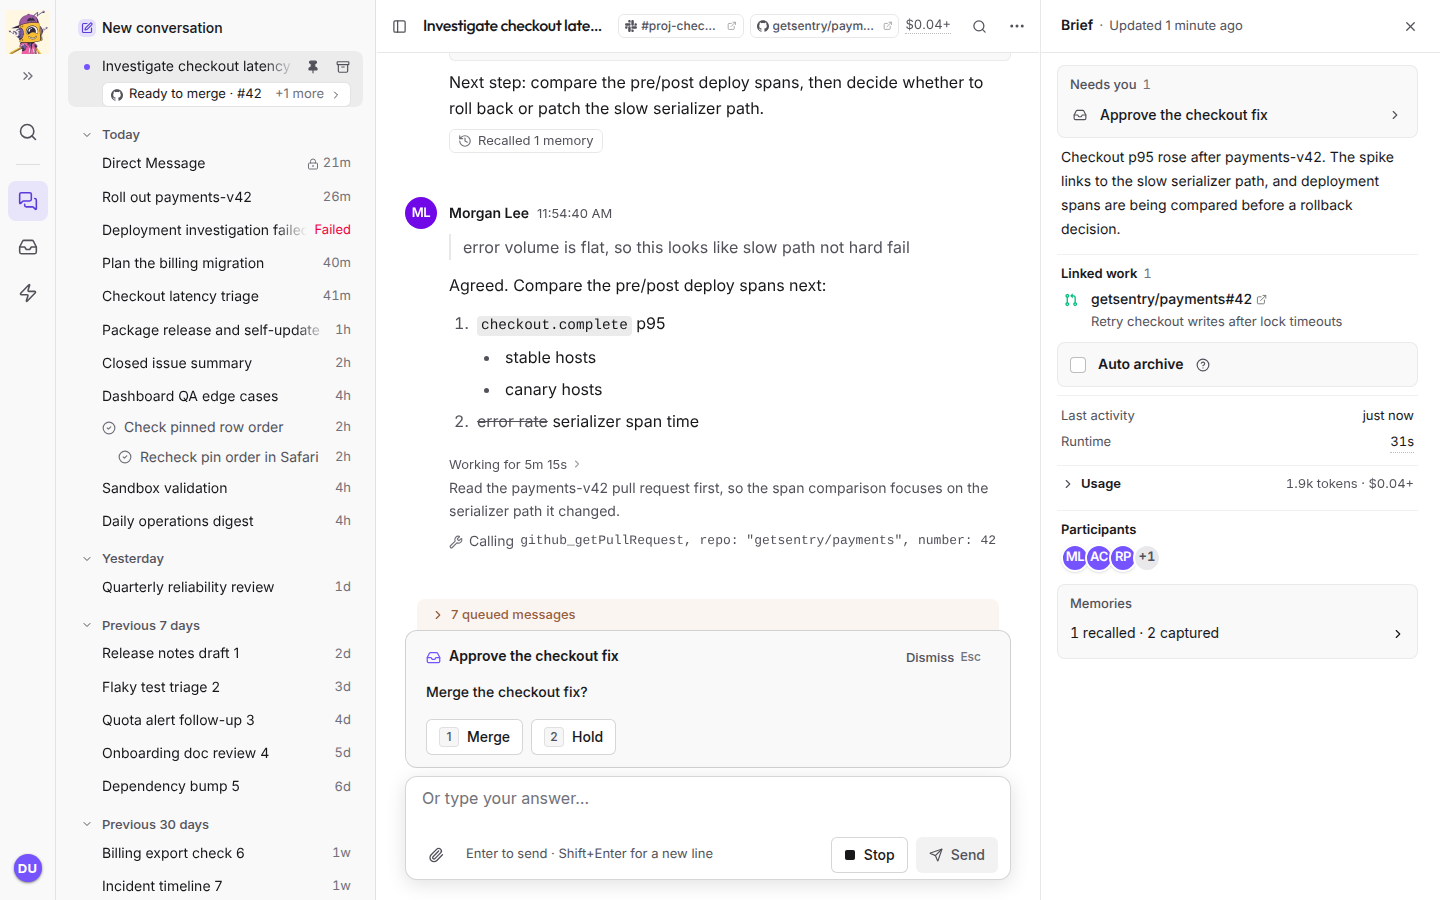 New conversation
Investigate checkout latency
Ready to merge · #42 +1 more
Today
Direct Message 21m
Roll out payments-v42 26m
Deployment investigation failed Failed
Plan the billing migration 40m
Checkout latency triage 41m
Package release and self-update 1h
Closed issue summary 2h
Dashboard QA edge cases 4h
Check pinned row order 2h
Recheck pin order in Safari 2h
Sandbox validation 4h
Daily operations digest 4h
Yesterday
Quarterly reliability review 1d
Previous 7 days
Release notes draft 1 2d
Flaky test triage 2 3d
Quota alert follow-up 3 4d
Onboarding doc review 4 5d
Dependency bump 5 6d
Previous 30 days
Billing export check 6 1w
Incident timeline 7 1w
DU
Investigate checkout late... #proj-chec... getsentry/paym... $0.04+
Next step: compare the pre/post deploy spans, then decide whether to
roll back or patch the slow serializer path.
Recalled 1 memory
ML Morgan Lee 11:54:40 AM
error volume is flat, so this looks like slow path not hard fail
Agreed. Compare the pre/post deploy spans next:
1. checkout.complete p95
• stable hosts
• canary hosts
2. error rate serializer span time
Working for 5m 15s
Read the payments-v42 pull request first, so the span comparison focuses on the
serializer path it changed.
Calling github_getPullRequest, repo: "getsentry/payments", number: 42
7 queued messages
Approve the checkout fix Dismiss Esc
Merge the checkout fix?
1 Merge 2 Hold
Or type your answer...
Enter to send · Shift+Enter for a new line Stop Send
Brief · Updated 1 minute ago
Needs you 1
Approve the checkout fix
Checkout p95 rose after payments-v42. The spike
links to the slow serializer path, and deployment
spans are being compared before a rollback
decision.
Linked work 1
getsentry/payments#42
Retry checkout writes after lock timeouts
Auto archive
Last activity just now
Runtime 31s
Usage 1.9k tokens · $0.04+
Participants
ML AC RP +1
Memories
1 recalled · 2 captured